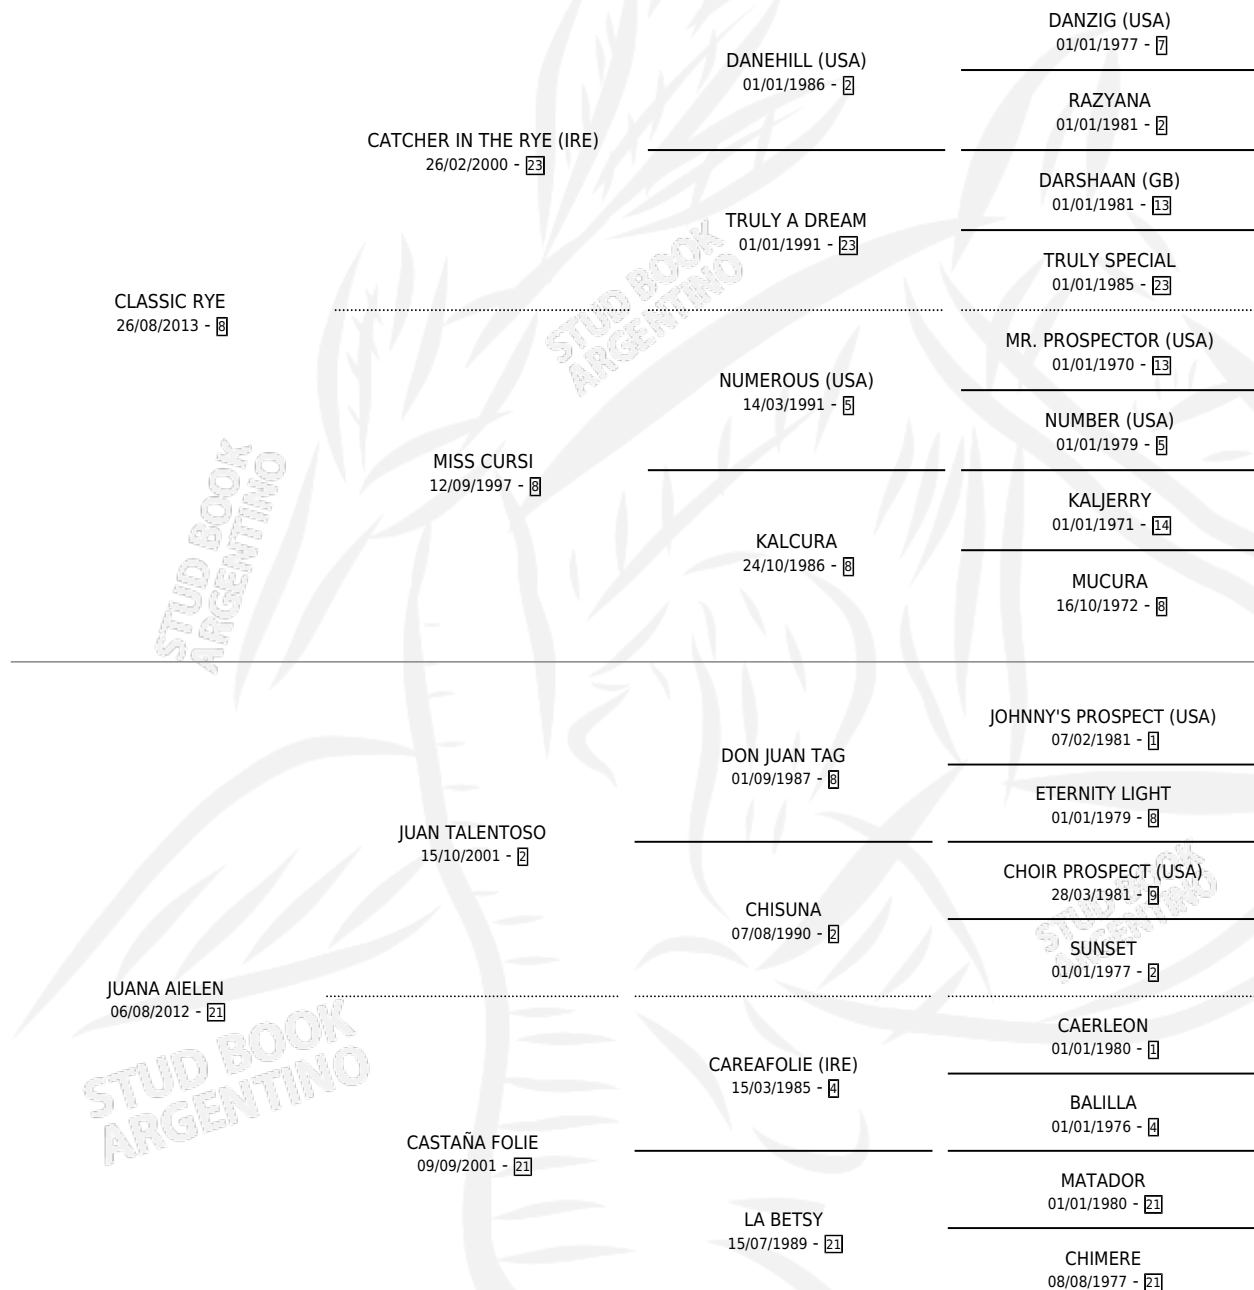 DANZIG (USA)
01/01/1977 - 7
DANEHILL (USA)
01/01/1986 - 2
RAZYANA
01/01/1981 - 2
CATCHER IN THE RYE (IRE)
26/02/2000 - 23
DARSHAAN (GB)
01/01/1981 - 13
TRULY A DREAM
01/01/1991 - 23
TRULY SPECIAL
01/01/1985 - 23
CLASSIC RYE
26/08/2013 - 8
STUD BOOK
ARGENTINO
MR. PROSPECTOR (USA)
01/01/1970 - 13
NUMEROUS (USA)
14/03/1991 - 5
NUMBER (USA)
01/01/1979 - 5
MISS CURSI
12/09/1997 - 8
KALJERRY
01/01/1971 - 14
KALCURA
24/10/1986 - 8
MUCURA
16/10/1972 - 8
STUD BOOK
ARGENTINO
JOHNNY'S PROSPECT (USA)
07/02/1981 - 1
DON JUAN TAG
01/09/1987 - 8
ETERNITY LIGHT
01/01/1979 - 8
JUAN TALENTOSO
15/10/2001 - 2
CHOIR PROSPECT (USA)
28/03/1981 - 9
CHISUNA
07/08/1990 - 2
SUNSET
01/01/1977 - 2
STUD BOOK
ARGENTINO
JUANA AIELEN
06/08/2012 - 21
CAERLEON
01/01/1980 - 1
CAREAFOLIE (IRE)
15/03/1985 - 4
BALILLA
01/01/1976 - 4
STUD BOOK
ARGENTINO
CASTAÑA FOLIE
09/09/2001 - 21
MATADOR
01/01/1980 - 21
LA BETSY
15/07/1989 - 21
CHIMERE
08/08/1977 - 21